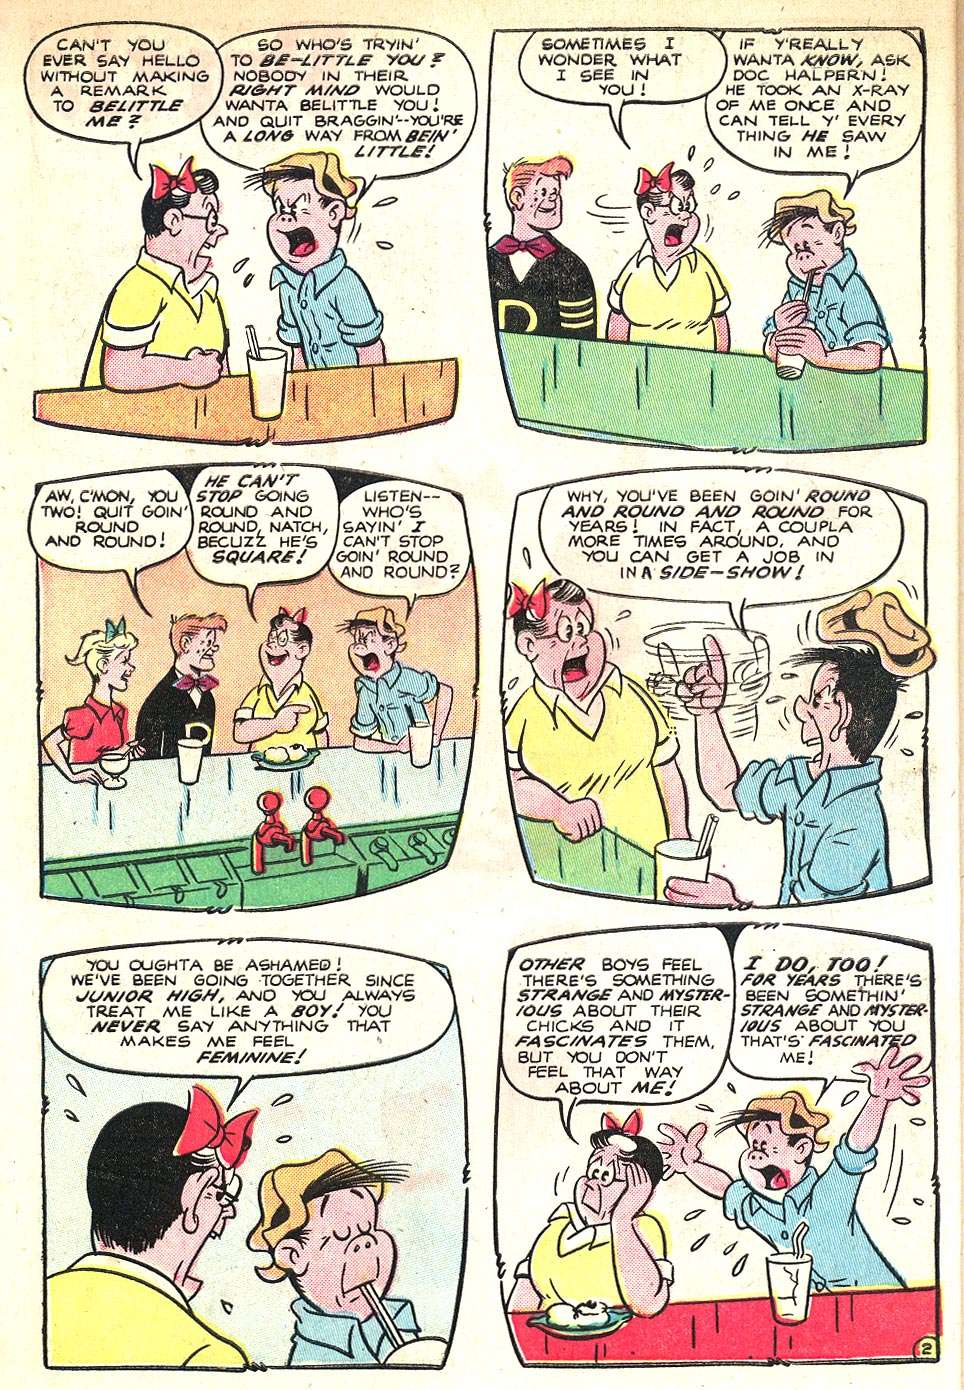 CAN'T YOU
EVER SAY HELLO
WITHOUT MAKING
A REMARK
TO BELITTLE
ME?
SO WHO'S TRYIN'
TO BE-LITTLE YOU?
NOBODY IN THEIR
RIGHT MIND WOULD
WANTA BELITTLE YOU!
AND QUIT BRAGGIN'--YOU'RE
A LONG WAY FROM BEIN'
LITTLE!
SOMETIMES I
WONDER WHAT
I SEE IN
YOU!
IF Y'REALLY
WANTA KNOW, ASK
DOC HALPERN!
HE TOOK AN X-RAY
OF ME ONCE AND
CAN TELL Y' EVERY
THING HE SAW
IN ME!
AW, C'MON, YOU
TWO! QUIT GOIN'
ROUND
AND ROUND!
HE CAN'T
STOP GOING
ROUND AND
ROUND, NATCH,
BECUZZ HE'S
SQUARE!
LISTEN--
WHO'S
SAYIN' I
CAN'T STOP
GOIN' ROUND
AND ROUND?
WHY, YOU'VE BEEN GOIN' ROUND
AND ROUND AND ROUND FOR
YEARS! IN FACT, A COUPLA
MORE TIMES AROUND, AND
YOU CAN GET A JOB IN
IN A SIDE-SHOW!
YOU OUGHTA BE ASHAMED!
WE'VE BEEN GOING TOGETHER SINCE
JUNIOR HIGH, AND YOU ALWAYS
TREAT ME LIKE A BOY! YOU
NEVER SAY ANYTHING THAT
MAKES ME FEEL
FEMININE!
OTHER BOYS FEEL
THERE'S SOMETHING
STRANGE AND MYSTER-
IOUS ABOUT THEIR
CHICKS AND IT
FASCINATES THEM,
BUT YOU DON'T
FEEL THAT WAY
ABOUT ME!
I DO, TOO!
FOR YEARS THERE'S
BEEN SOMETHIN'
STRANGE AND MYSTER-
IOUS ABOUT YOU
THAT'S FASCINATED
ME!
2